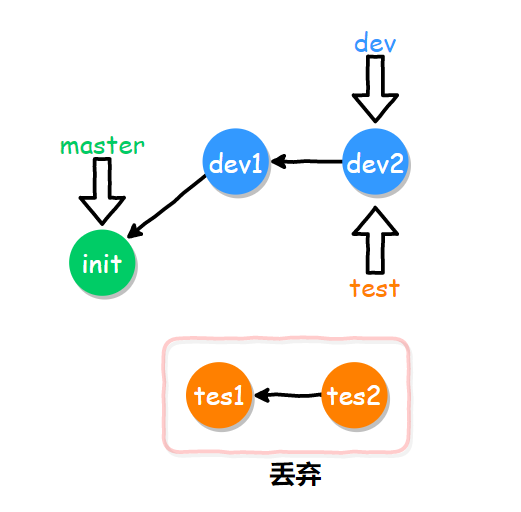 dev
master
dev1
dev2
init
test
tes1
tes2
丢弃